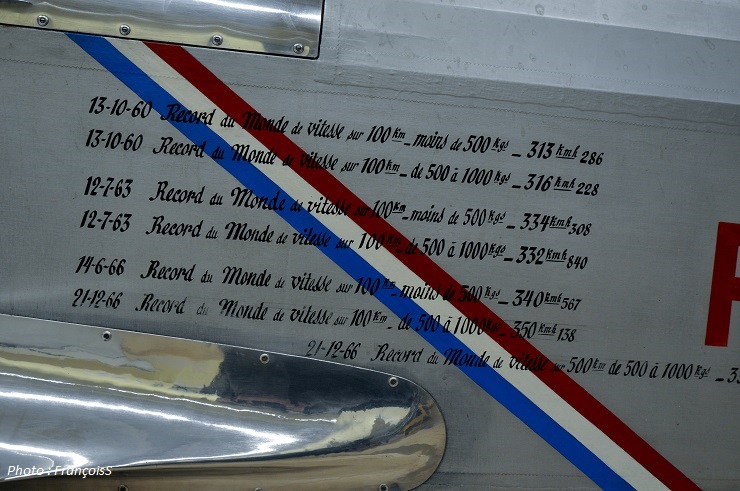 13-10-60 Record du Monde de vitesse sur 100 km _ moins de 500 kgs _ 313 kmh 286
13-10-60 Record du Monde de vitesse sur 100 km _ de 500 à 1000 kgs _ 316 kmh 228
12-7-63 Record du Monde de vitesse sur 100 km _ moins de 500 kgs _ 334 kmh 308
12-7-63 Record du Monde de vitesse sur 100 km _ de 500 à 1000 kgs _ 332 kmh 840
14-6-66 Record du Monde de vitesse sur 100 km _ moins de 500 kgs _ 340 kmh 567
21-12-66 Record du Monde de vitesse sur 100 km _ de 500 à 1000 kgs _ 350 kmh 138
21-12-66 Record du Monde de vitesse sur 500 km de 500 à 1000 kgs _
Photo : FrançoisS